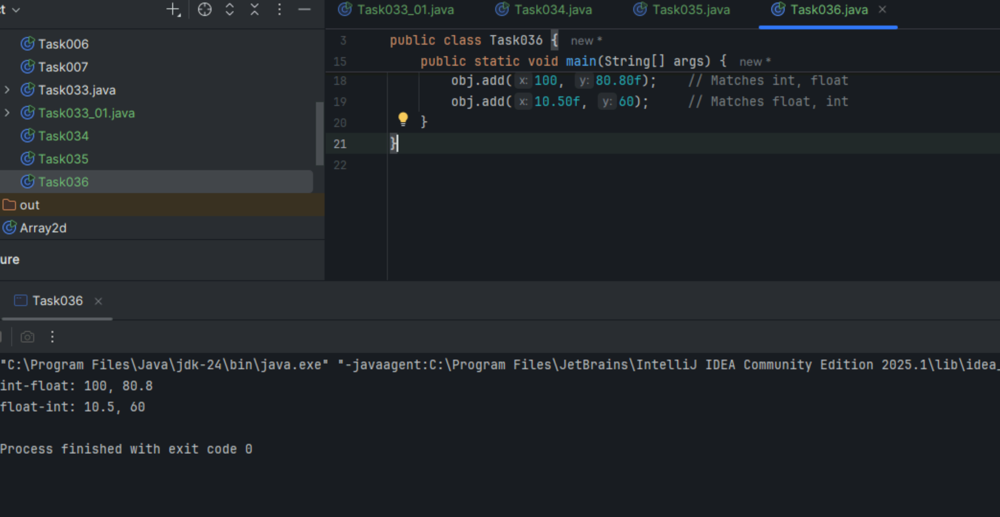 t
Task006
Task007
Task033.java
Task033_01.java
Task034
Task035
Task036
out
Array2d
ure
Task033_01.java Task034.java Task035.java Task036.java
3 public class Task036 { new *
15 public static void main(String[] args) { new *
18 obj.add( x: 100, y: 80.80f); // Matches int, float
19 obj.add( x: 10.50f, y: 60); // Matches float, int
20 }
21 }
22
Task036
"C:\Program Files\Java\jdk-24\bin\java.exe" "-javaagent:C:\Program Files\JetBrains\IntelliJ IDEA Community Edition 2025.1\lib\idea_
int-float: 100, 80.8
float-int: 10.5, 60
Process finished with exit code 0